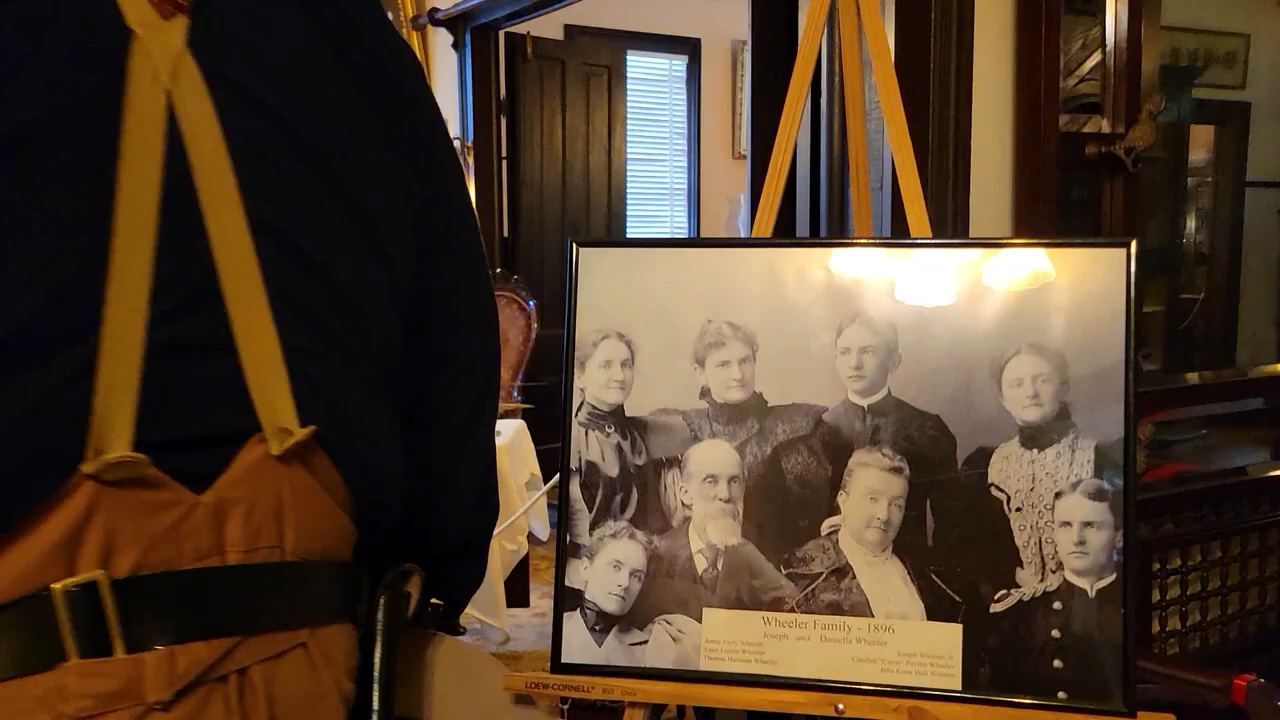 Wheeler Family - 1896
Joseph and Daniella Wheeler
Annie Early Wheeler
Lucy Louise Wheeler
Thomas Harrison Wheeler
Joseph Wheeler, Jr.
Caroline "Carrie" Peyton Wheeler
Julia Knox Hull Wheeler
LOEW-CORNELL